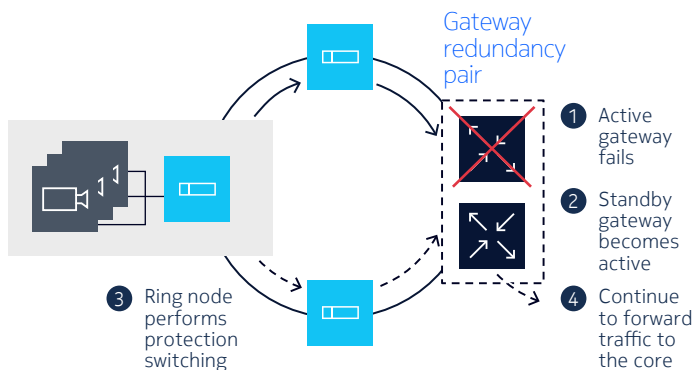 Gateway
redundancy
pair
1 Active
gateway
fails
2 Standby
gateway
becomes
active
3 Ring node
performs
protection
switching
4 Continue
to forward
traffic to
the core